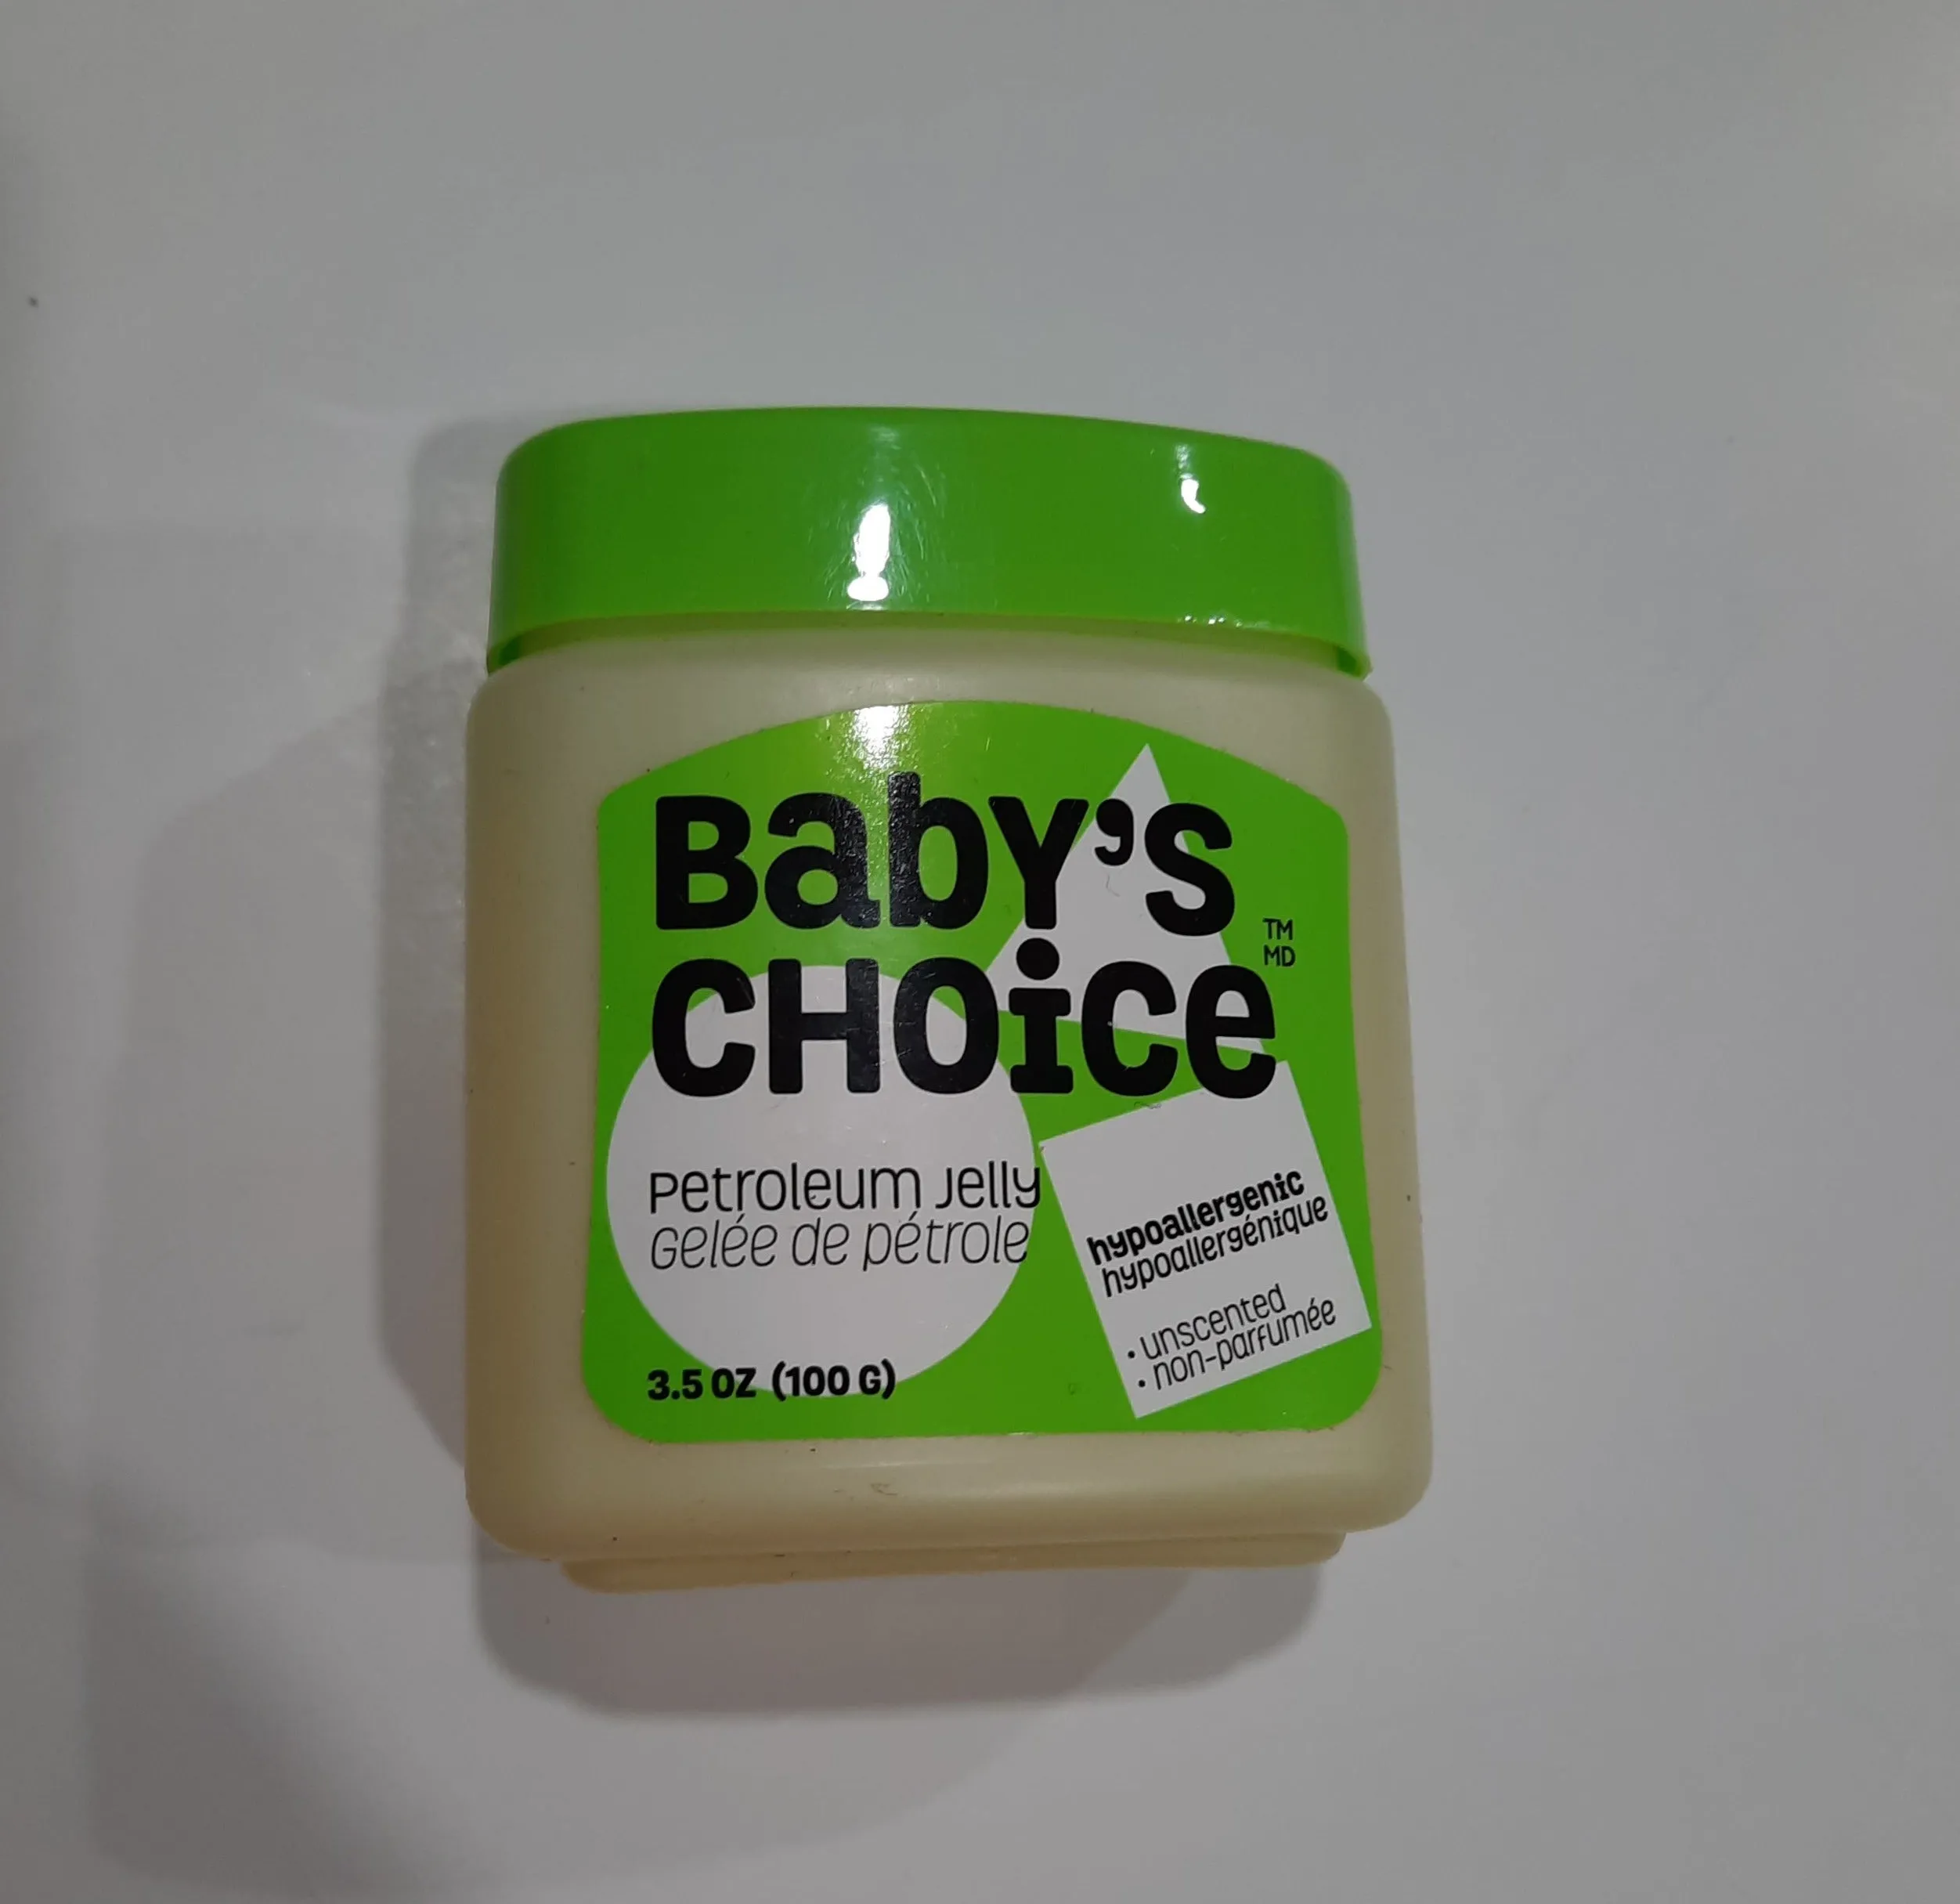 Baby's
CHOiCe
TM
MD
Petroleum Jelly
Gelée de pétrole
hypoallergenic
hypoallergénique
• unscented
• non-parfumée
3.5 OZ (100 G)